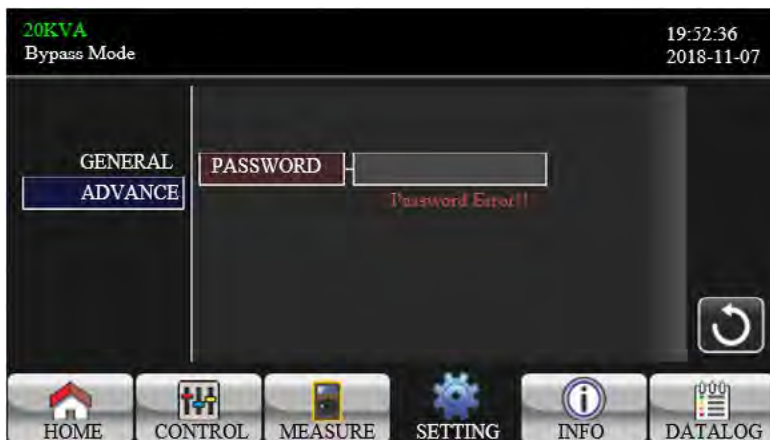 20KVA
Bypass Mode
19:52:36
2018-11-07
GENERAL
ADVANCE
PASSWORD
Password Error!!
HOME
CONTROL
MEASURE
SETTING
INFO
DATALOG